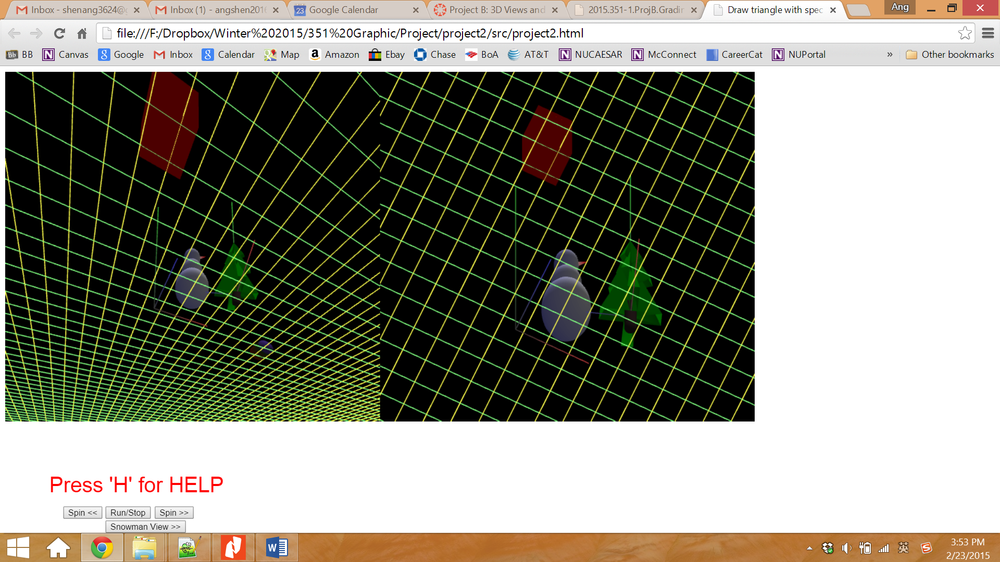 Inbox - shenang3624@
Inbox (1) - angshen201
23 Google Calendar
Project B: 3D Views and
2015.351-1.ProjB.Gradin
Draw triangle with spec
Ang
file:///F:/Dropbox/Winter%202015/351%20Graphic/Project/project2/src/project2.html
Bb BB
N Canvas
g Google
Inbox
g Calendar
Map
a Amazon
Ebay
Chase
BoA
AT&T
N NUCAESAR
N McConnect
CareerCat
N NUPortal
»
Other bookmarks
Press 'H' for HELP
Spin << Run/Stop Spin >>
Snowman View >>
W
英
S
3:53 PM
2/23/2015